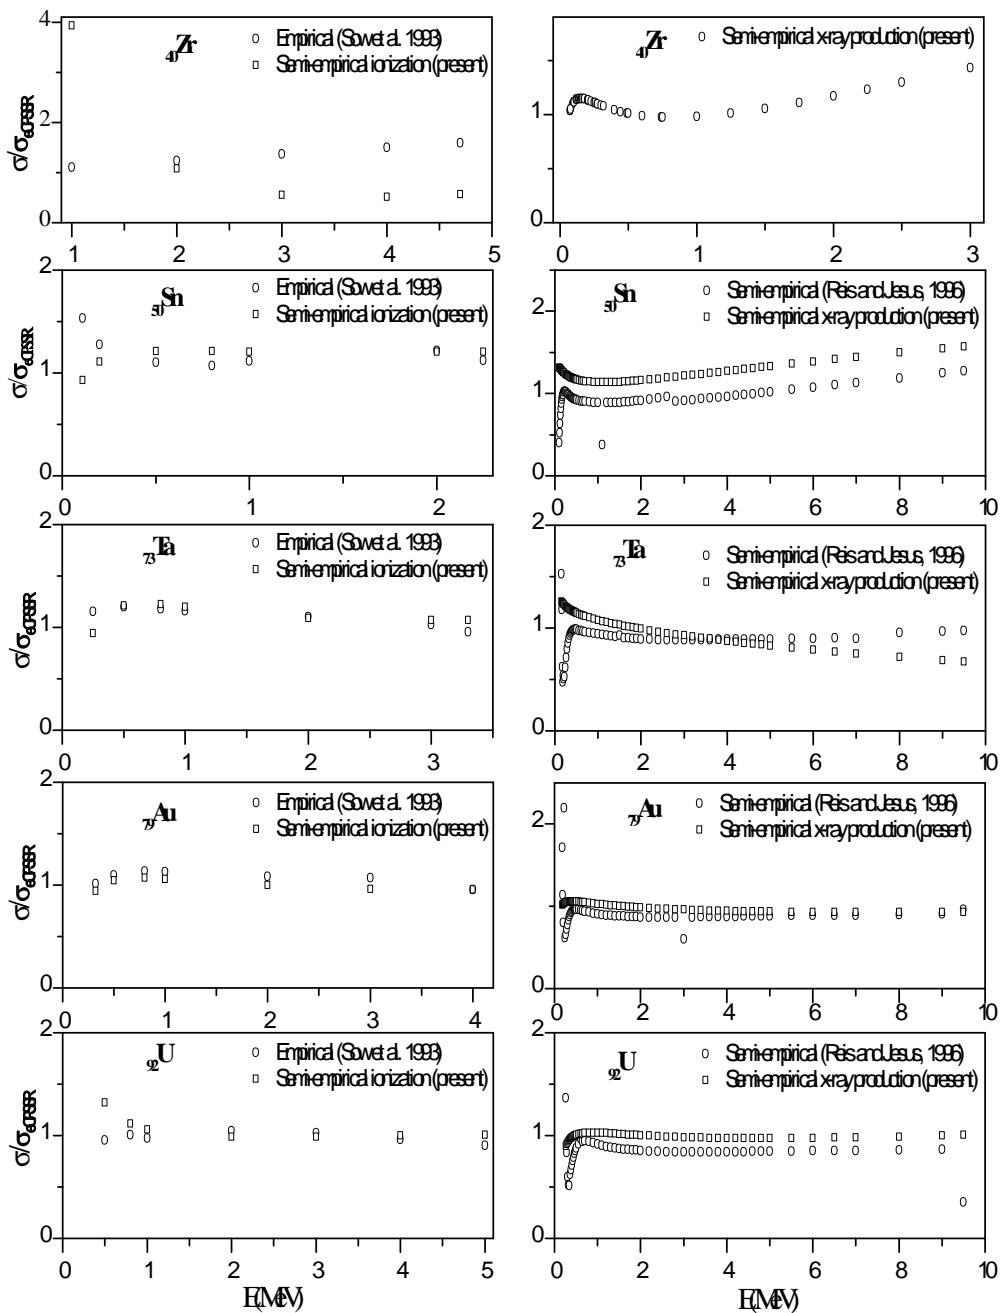 ₄₀Zr
Empirical (Sow et al. 1993)
Semi-empirical ionization (present)
4
2
0
1 2 3 4 5
σ/σ_eCPSSR
₄₀Zr
Semi-empirical x-ray production (present)
1
0
0 1 2 3
₅₀Sn
Empirical (Sow et al. 1993)
Semi-empirical ionization (present)
2
1
0
0 1 2
σ/σ_eCPSSR
₅₀Sn
Semi-empirical (Reis and Jesus, 1996)
Semi-empirical x-ray production (present)
2
1
0
0 2 4 6 8 10
₇₃Ta
Empirical (Sow et al. 1993)
Semi-empirical ionization (present)
2
1
0
0 1 2 3
σ/σ_eCPSSR
₇₃Ta
Semi-empirical (Reis and Jesus, 1996)
Semi-empirical x-ray production (present)
2
1
0
0 2 4 6 8 10
₇₉Au
Empirical (Sow et al. 1993)
Semi-empirical ionization (present)
2
1
0
0 1 2 3 4
σ/σ_eCPSSR
₇₉Au
Semi-empirical (Reis and Jesus, 1996)
Semi-empirical x-ray production (present)
2
1
0
0 2 4 6 8 10
₉₂U
Empirical (Sow et al. 1993)
Semi-empirical ionization (present)
2
1
0
0 1 2 3 4 5
σ/σ_eCPSSR
E(MeV)
₉₂U
Semi-empirical (Reis and Jesus, 1996)
Semi-empirical x-ray production (present)
2
1
0
0 2 4 6 8 10
E(MeV)